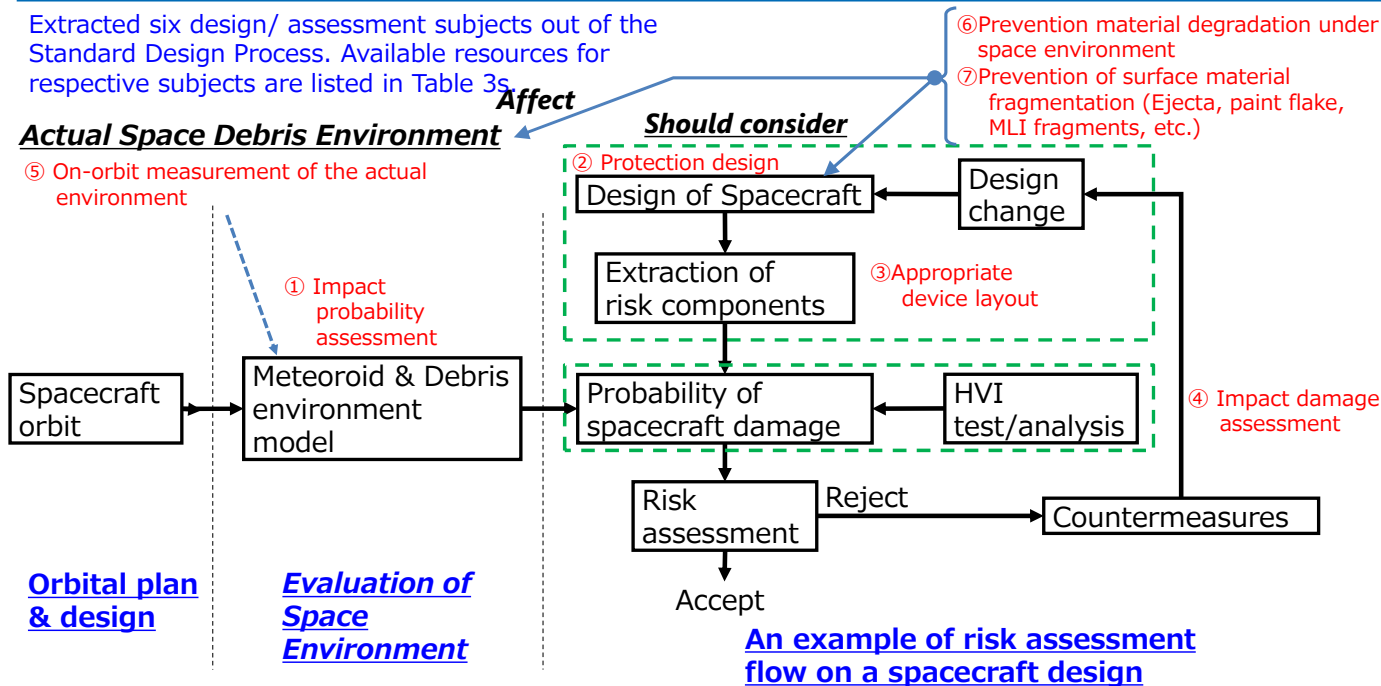 Extracted six design/ assessment subjects out of the
Standard Design Process. Available resources for
respective subjects are listed in Table 3s.
⑥Prevention material degradation under
space environment
⑦Prevention of surface material
fragmentation (Ejecta, paint flake,
MLI fragments, etc.)
Affect
Actual Space Debris Environment
Should consider
⑤ On-orbit measurement of the actual
environment
② Protection design
Design of Spacecraft
Design
change
① Impact
probability
assessment
Extraction of
risk components
③Appropriate
device layout
Spacecraft
orbit
Meteoroid & Debris
environment
model
Probability of
spacecraft damage
HVI
test/analysis
④ Impact damage
assessment
Risk
assessment
Reject
Countermeasures
Accept
Orbital plan
& design
Evaluation of
Space
Environment
An example of risk assessment
flow on a spacecraft design